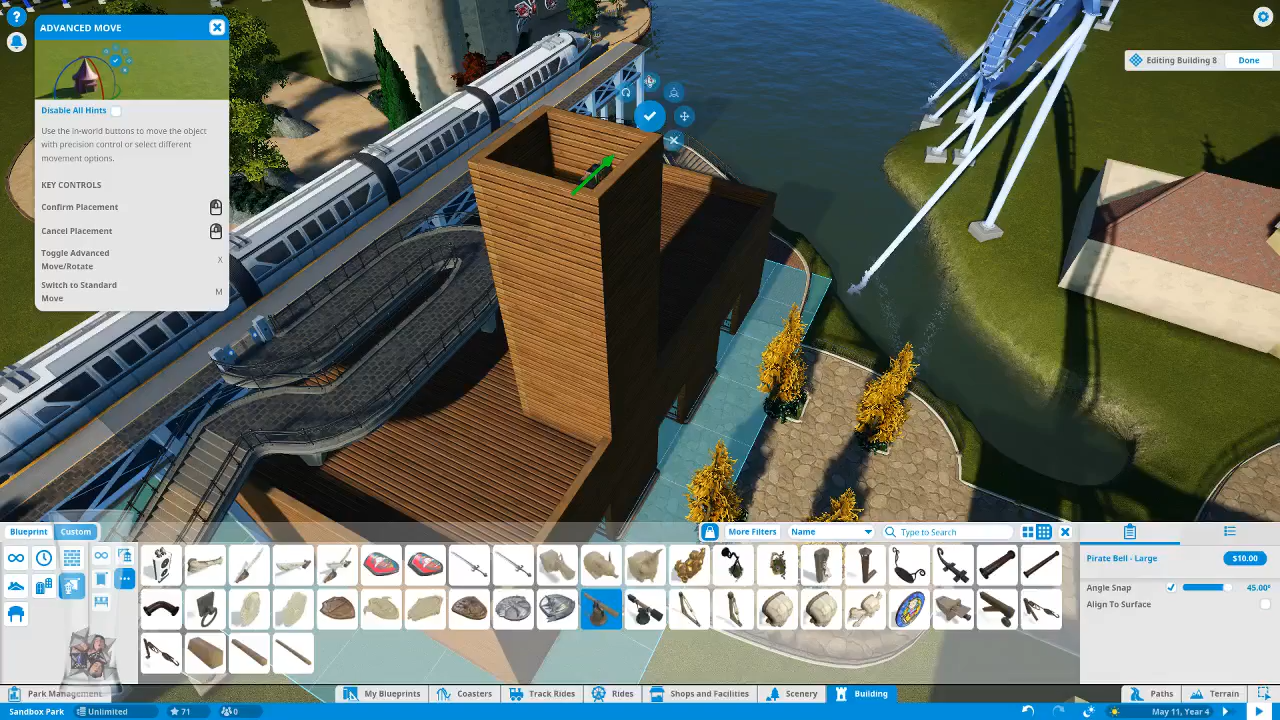 ADVANCED MOVE
Disable All Hints
Use the in-world buttons to move the object
with precision control or select different
movement options.
KEY CONTROLS
Confirm Placement
Cancel Placement
Toggle Advanced
Move/Rotate X
Switch to Standard
Move M
Editing Building 8 Done
Blueprint Custom
More Filters Name Type to Search
Pirate Bell - Large $10.00
Angle Snap 45.00°
Align To Surface
Park Management My Blueprints Coasters Track Rides Rides Shops and Facilities Scenery Building Paths Terrain
Sandbox Park Unlimited 71 0 May 11, Year 4